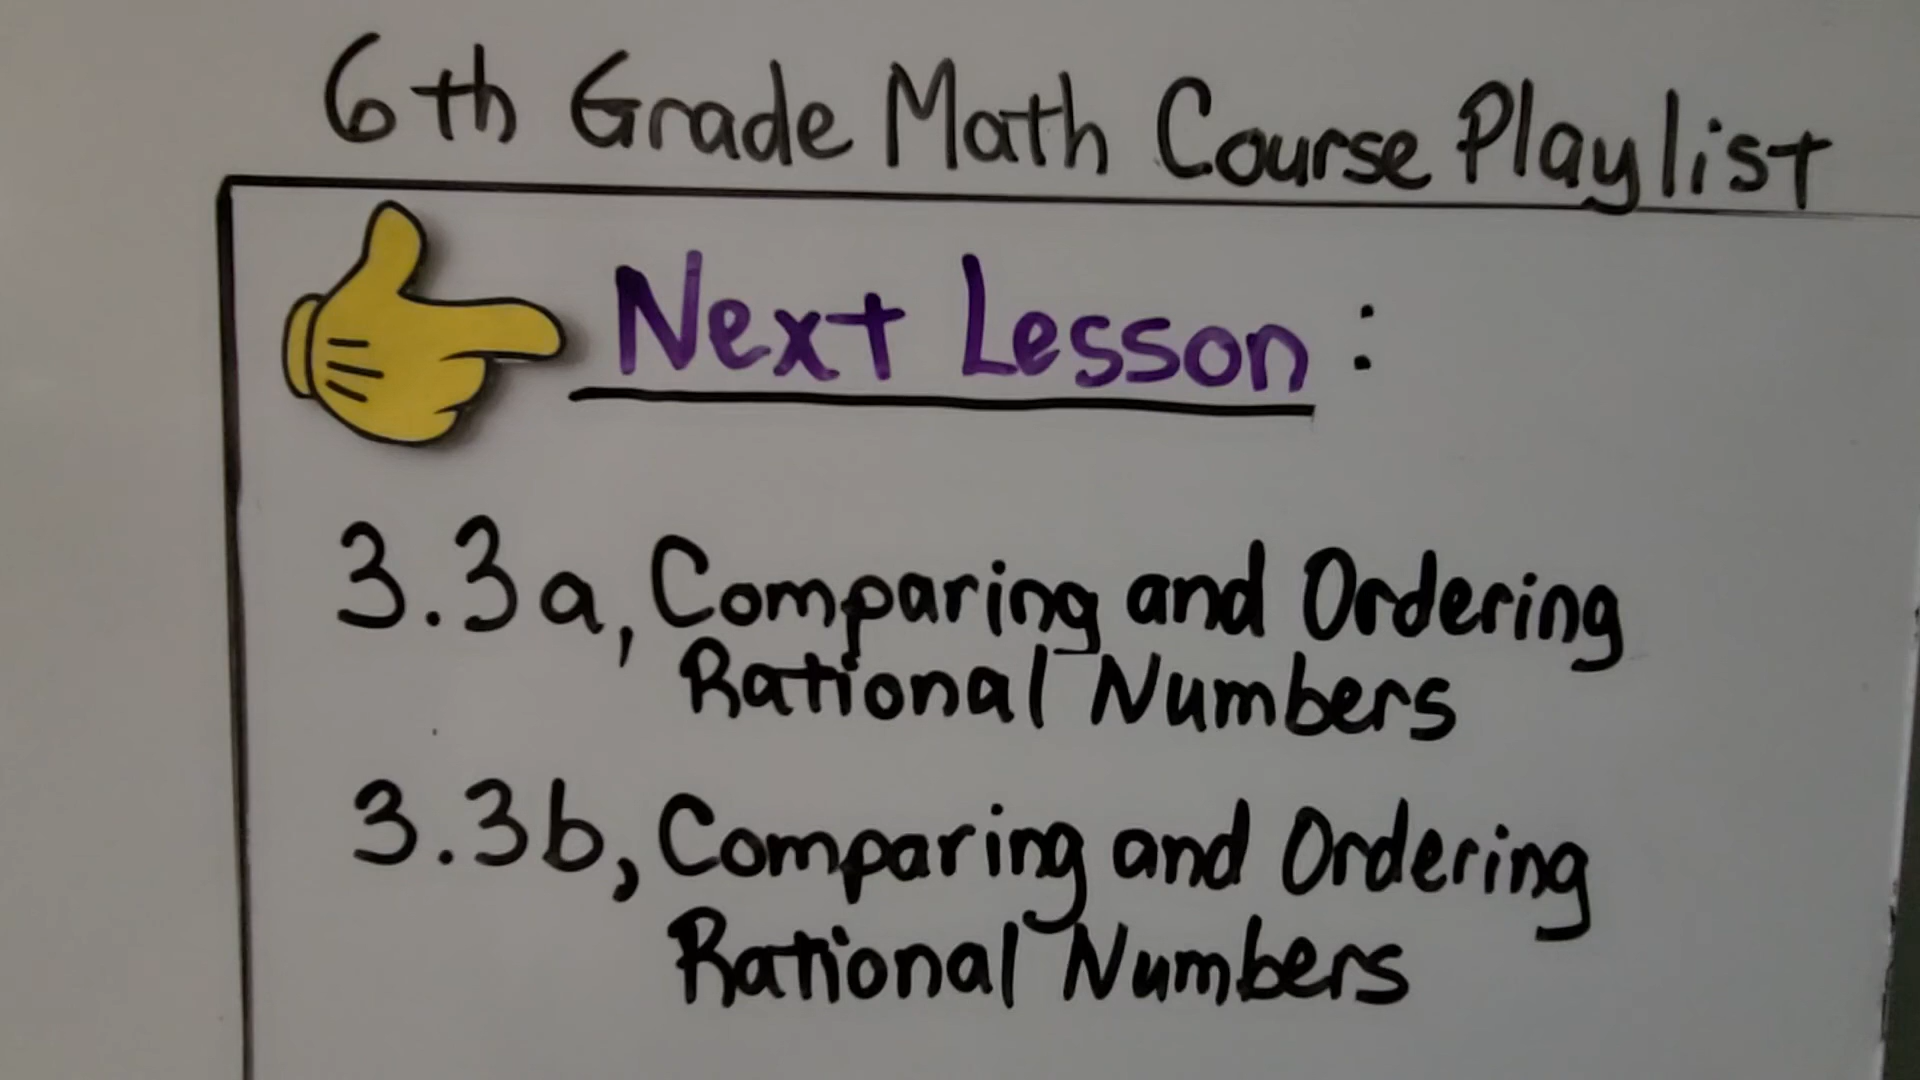 6th Grade Math Course Playlist
Next Lesson :
3.3a, Comparing and Ordering
Rational Numbers
3.3b, Comparing and Ordering
Rational Numbers